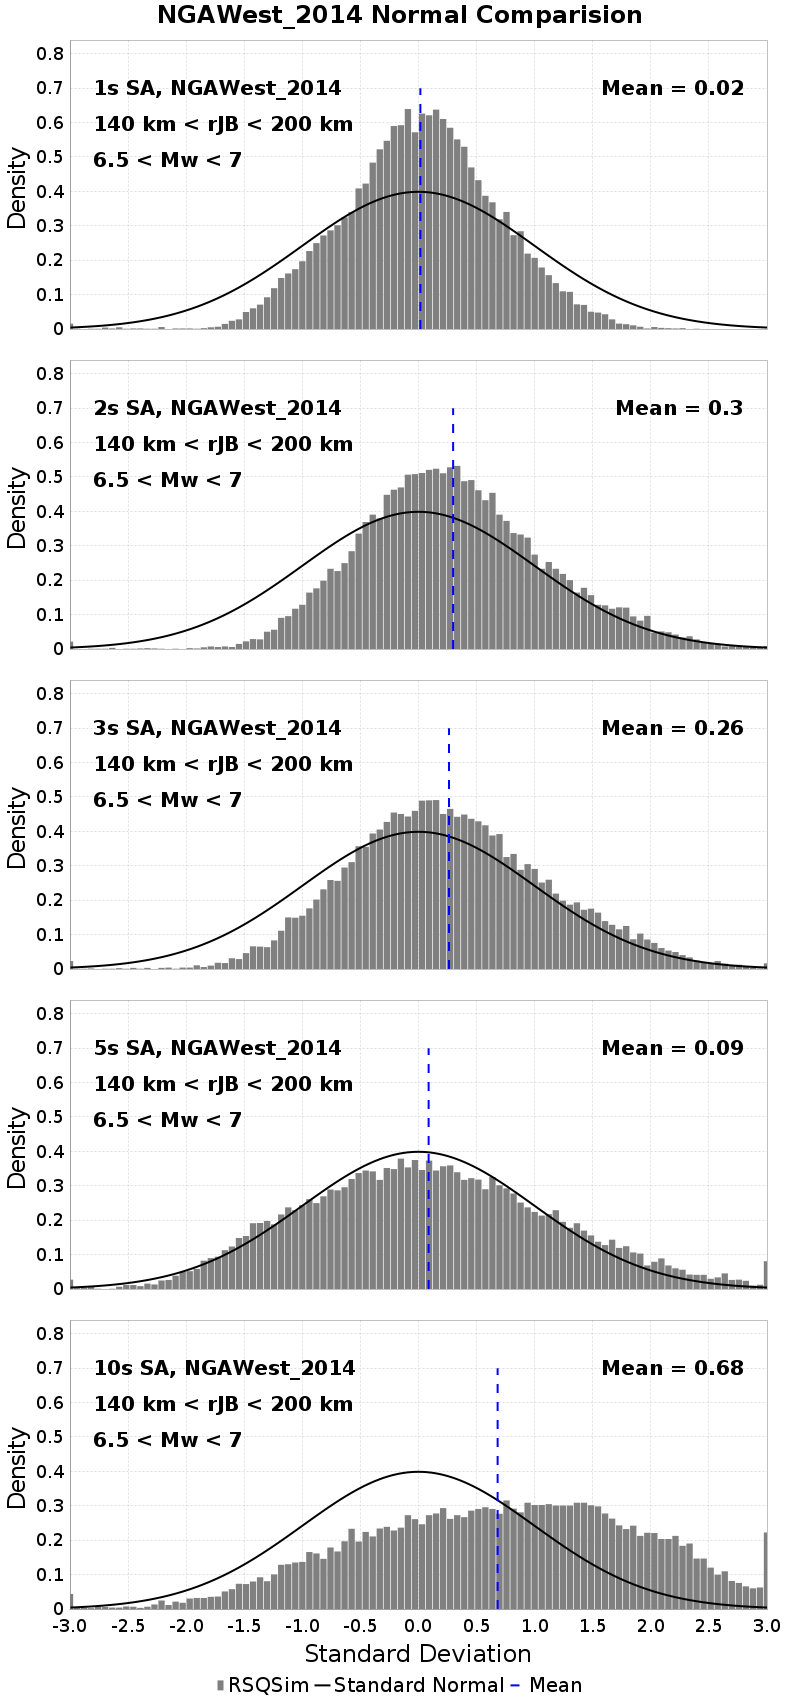 NGAWest_2014 Normal Comparision
0.8
0.7
0.6
0.5
0.4
0.3
0.2
0.1
0
Density
1s SA, NGAWest_2014
Mean = 0.02
140 km < rJB < 200 km
6.5 < Mw < 7
0.8
0.7
0.6
0.5
0.4
0.3
0.2
0.1
0
Density
2s SA, NGAWest_2014
Mean = 0.3
140 km < rJB < 200 km
6.5 < Mw < 7
0.8
0.7
0.6
0.5
0.4
0.3
0.2
0.1
0
Density
3s SA, NGAWest_2014
Mean = 0.26
140 km < rJB < 200 km
6.5 < Mw < 7
0.8
0.7
0.6
0.5
0.4
0.3
0.2
0.1
0
Density
5s SA, NGAWest_2014
Mean = 0.09
140 km < rJB < 200 km
6.5 < Mw < 7
0.8
0.7
0.6
0.5
0.4
0.3
0.2
0.1
0
Density
10s SA, NGAWest_2014
Mean = 0.68
140 km < rJB < 200 km
6.5 < Mw < 7
-3.0 -2.5 -2.0 -1.5 -1.0 -0.5 0.0 0.5 1.0 1.5 2.0 2.5 3.0
Standard Deviation
RSQSim Standard Normal Mean